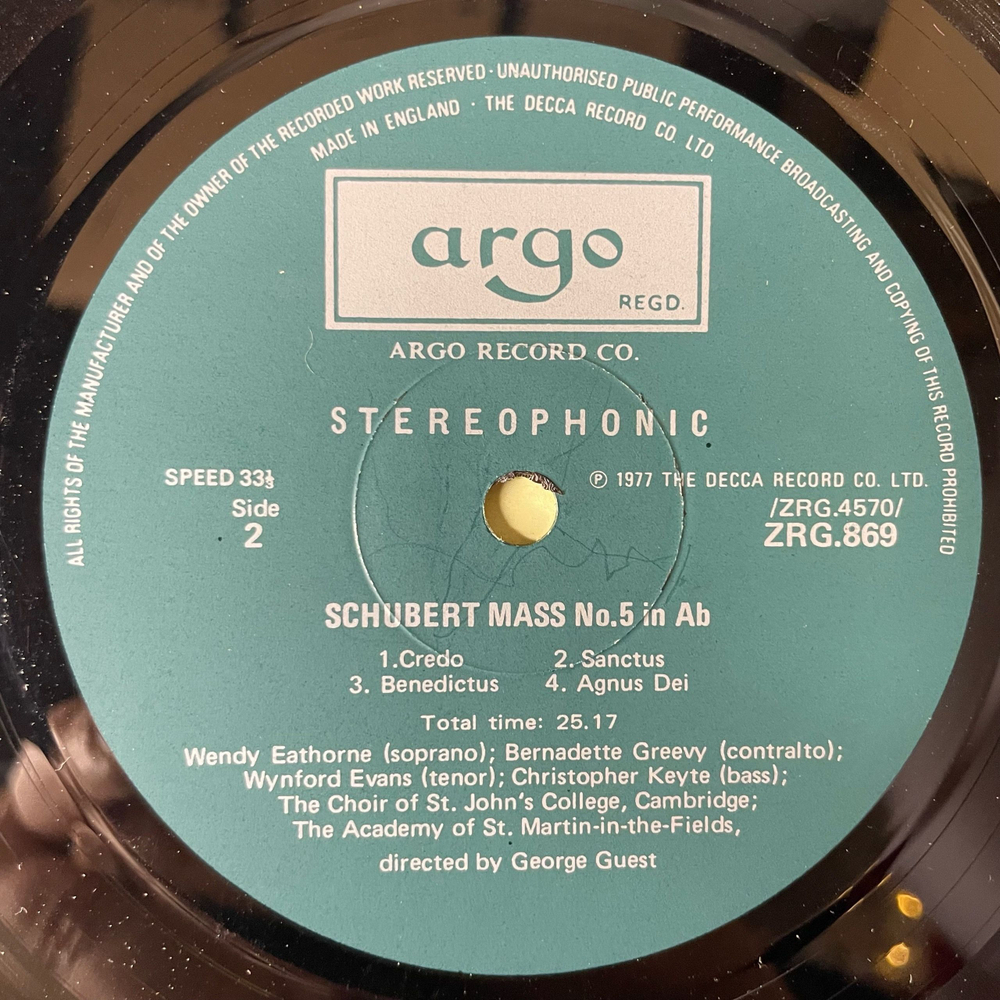 ALL RIGHTS OF THE MANUFACTURER AND OF THE OWNER OF THE RECORDED WORK RESERVED · UNAUTHORISED PUBLIC PERFORMANCE BROADCASTING AND COPYING OF THIS RECORD PROHIBITED
MADE IN ENGLAND · THE DECCA RECORD CO. LTD.
argo
REGD.
ARGO RECORD CO.
STEREOPHONIC
SPEED 33⅓
℗ 1977 THE DECCA RECORD CO. LTD.
Side
2
/ZRG.4570/
ZRG.869
SCHUBERT MASS No.5 in Ab
1.Credo 2. Sanctus
3. Benedictus 4. Agnus Dei
Total time: 25.17
Wendy Eathorne (soprano); Bernadette Greevy (contralto);
Wynford Evans (tenor); Christopher Keyte (bass);
The Choir of St. John's College, Cambridge;
The Academy of St. Martin-in-the-Fields,
directed by George Guest